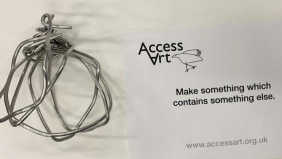 Access
Art
Make something which
contains something else.
www.accessart.org.uk